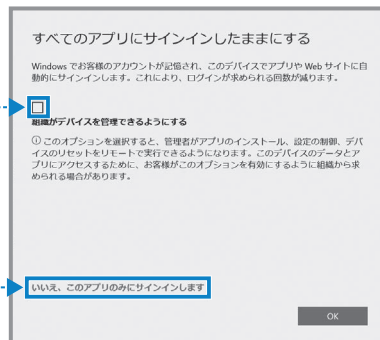 すべてのアプリにサインインしたままにする
Windows でお客様のアカウントが記憶され、このデバイスでアプリや Web サイトに自
動的にサインインします。これにより、ログインが求められる回数が減ります。
組織がデバイスを管理できるようにする
ⓘ このオプションを選択すると、管理者がアプリのインストール、設定の制御、デバ
イスのリセットをリモートで実行できるようになります。このデバイスのデータとア
プリにアクセスするために、お客様がこのオプションを有効にするように組織から求
められる場合があります。
いいえ、このアプリのみにサインインします
OK